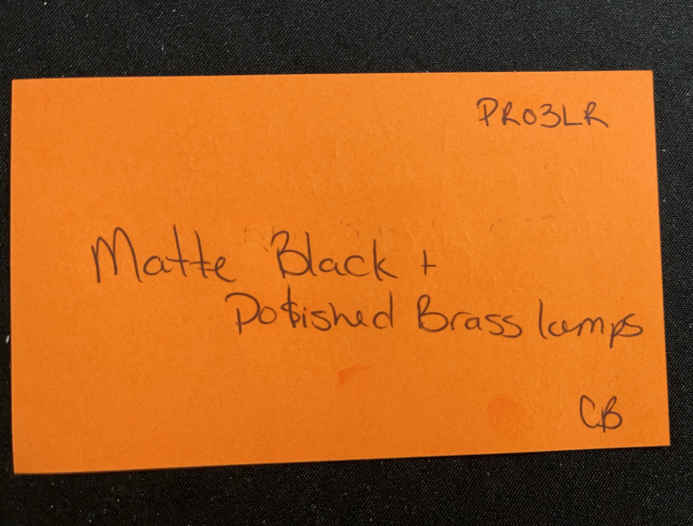 PRO3LR
Matte Black +
Polished Brass lamps
CB